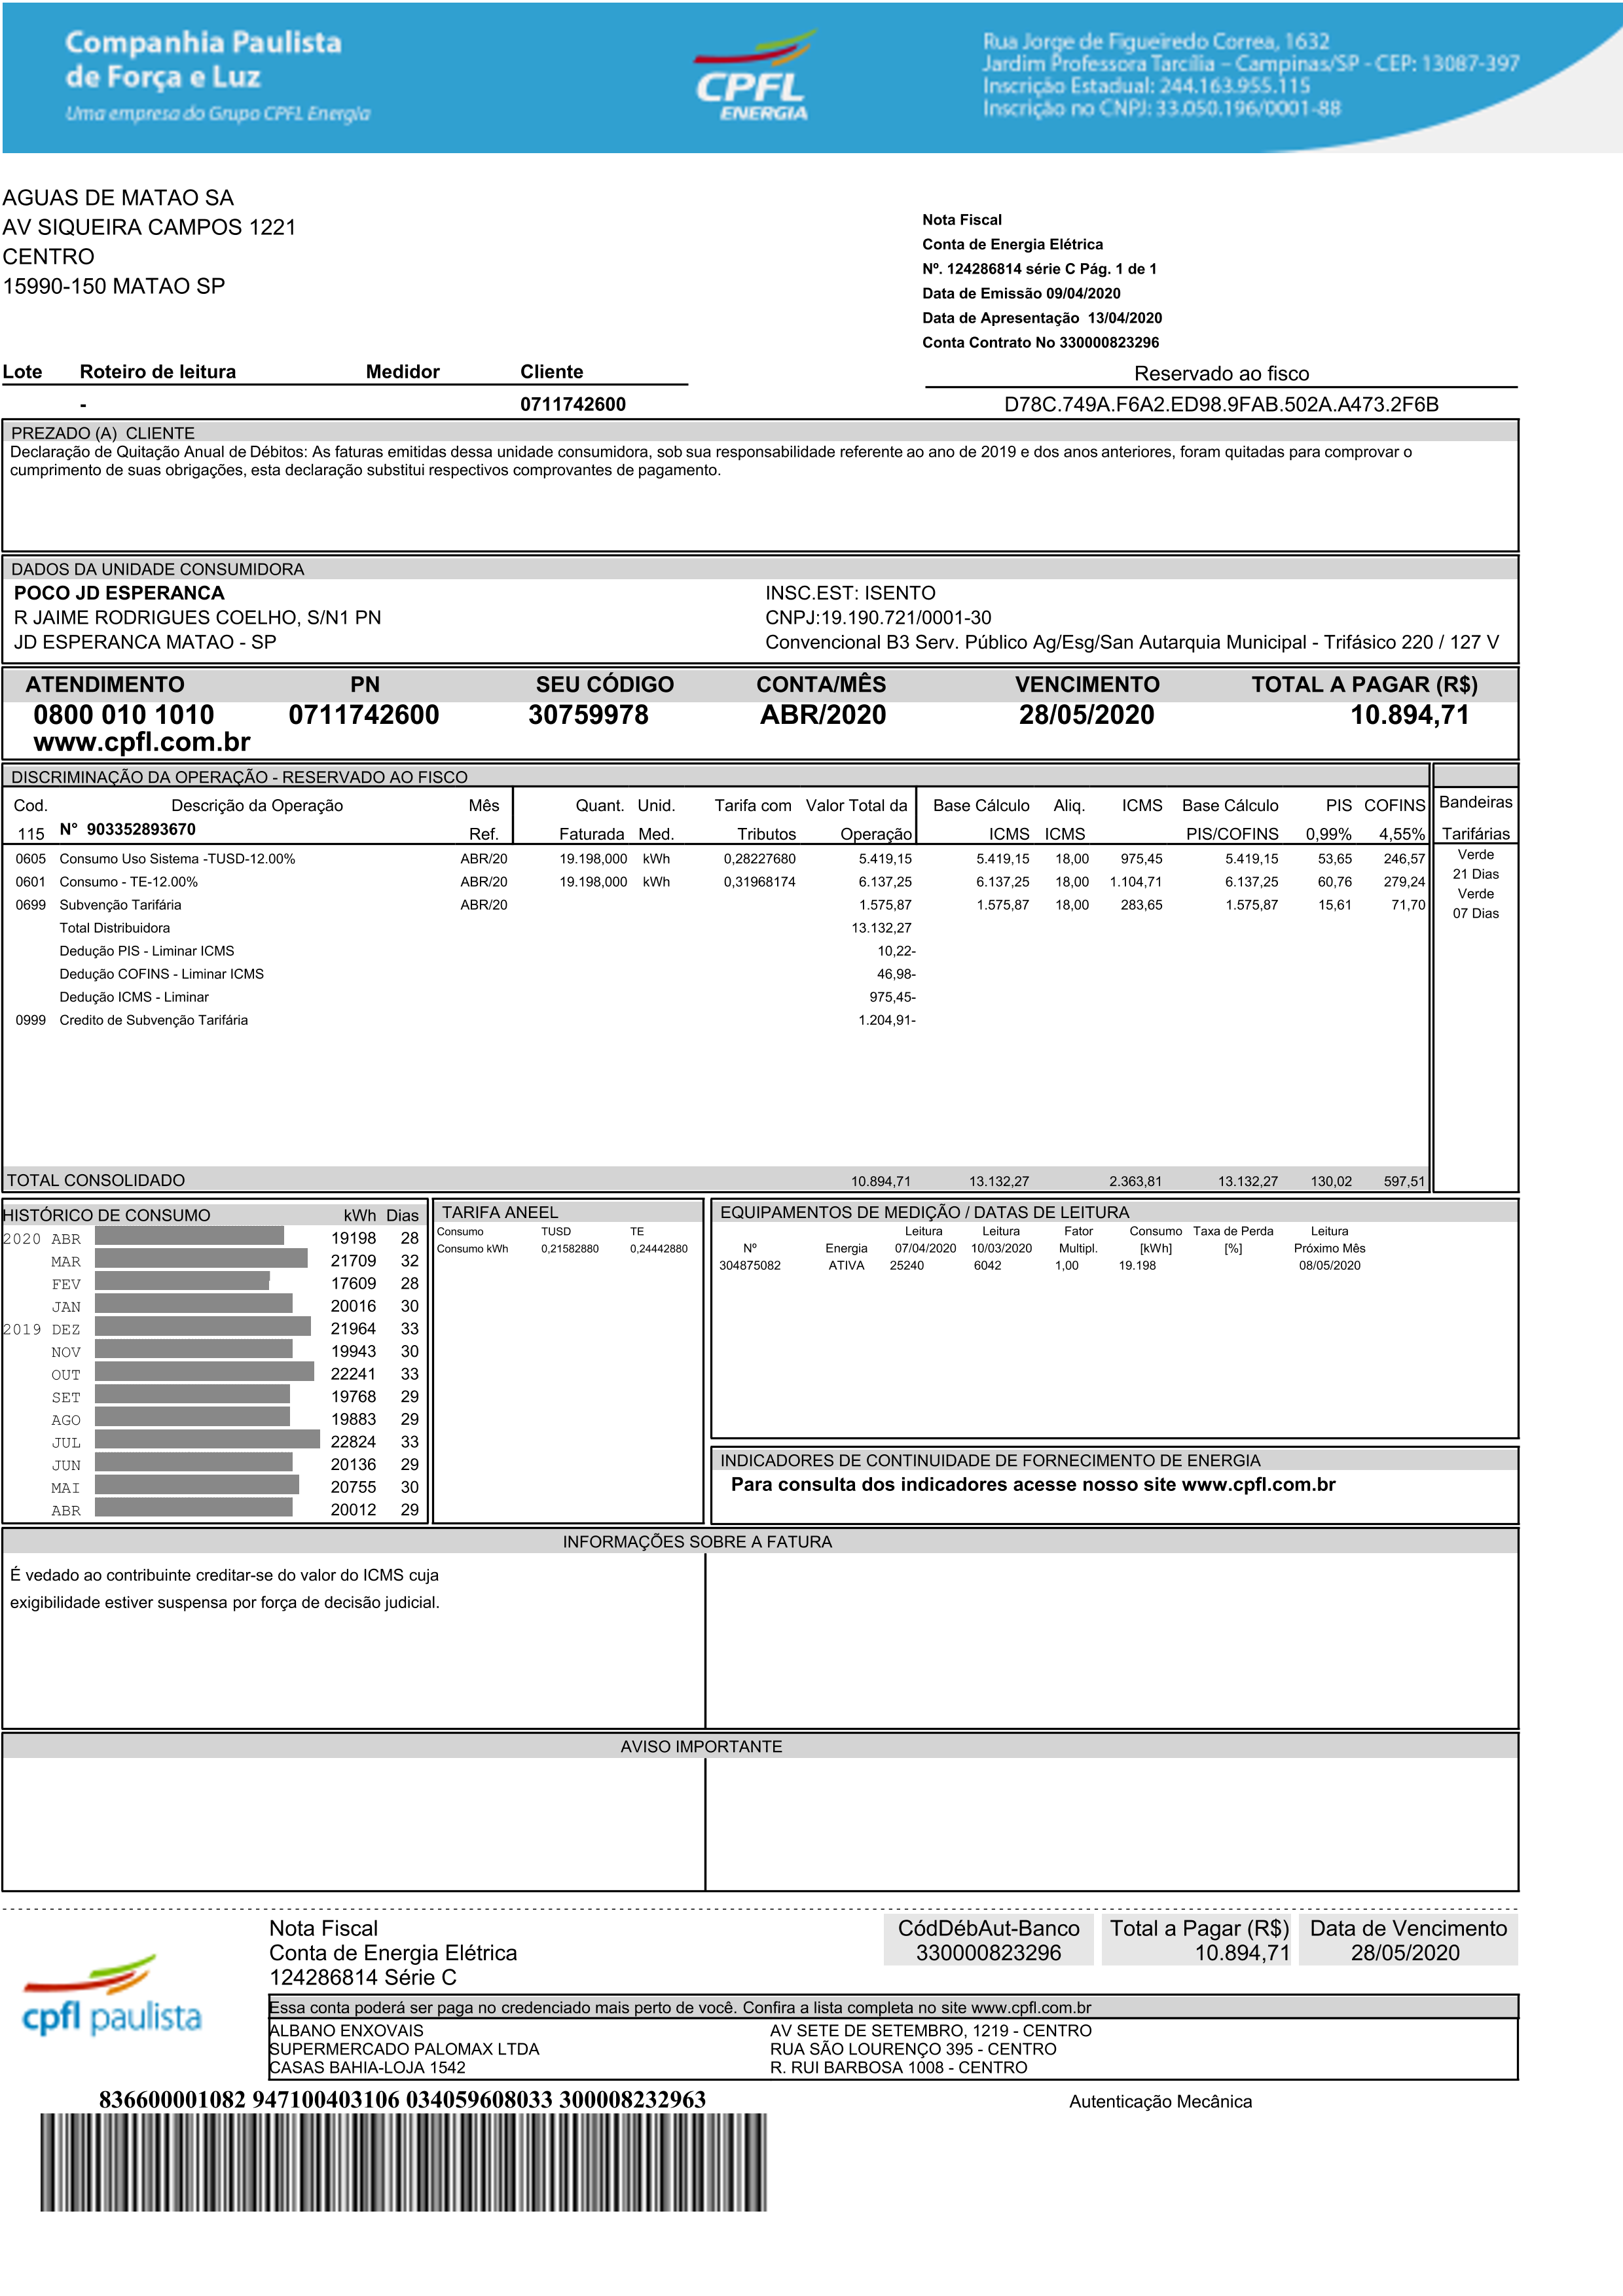 Companhia Paulista
de Força e Luz
Uma empresa do Grupo CPFL Energia
CPFL
ENERGIA
Rua Jorge de Figueiredo Correa, 1632
Jardim Professora Tarcília – Campinas/SP - CEP: 13087-397
Inscrição Estadual: 244.163.955.115
Inscrição no CNPJ: 33.050.196/0001-88
AGUAS DE MATAO SA
AV SIQUEIRA CAMPOS 1221
CENTRO
15990-150 MATAO SP
Nota Fiscal
Conta de Energia Elétrica
Nº. 124286814 série C Pág. 1 de 1
Data de Emissão 09/04/2020
Data de Apresentação 13/04/2020
Conta Contrato No 330000823296
Lote Roteiro de leitura Medidor Cliente
- 0711742600
Reservado ao fisco
D78C.749A.F6A2.ED98.9FAB.502A.A473.2F6B
PREZADO (A) CLIENTE
Declaração de Quitação Anual de Débitos: As faturas emitidas dessa unidade consumidora, sob sua responsabilidade referente ao ano de 2019 e dos anos anteriores, foram quitadas para comprovar o
cumprimento de suas obrigações, esta declaração substitui respectivos comprovantes de pagamento.
DADOS DA UNIDADE CONSUMIDORA
POCO JD ESPERANCA
R JAIME RODRIGUES COELHO, S/N1 PN
JD ESPERANCA MATAO - SP
INSC.EST: ISENTO
CNPJ:19.190.721/0001-30
Convencional B3 Serv. Público Ag/Esg/San Autarquia Municipal - Trifásico 220 / 127 V
ATENDIMENTO PN SEU CÓDIGO CONTA/MÊS VENCIMENTO TOTAL A PAGAR (R$)
0800 010 1010 0711742600 30759978 ABR/2020 28/05/2020 10.894,71
www.cpfl.com.br
DISCRIMINAÇÃO DA OPERAÇÃO - RESERVADO AO FISCO
Cod. Descrição da Operação Mês Quant. Unid. Tarifa com Valor Total da Base Cálculo Aliq. ICMS Base Cálculo PIS COFINS Bandeiras
115 N° 903352893670 Ref. Faturada Med. Tributos Operação ICMS ICMS PIS/COFINS 0,99% 4,55% Tarifárias
0605 Consumo Uso Sistema -TUSD-12.00% ABR/20 19.198,000 kWh 0,28227680 5.419,15 5.419,15 18,00 975,45 5.419,15 53,65 246,57
0601 Consumo - TE-12.00% ABR/20 19.198,000 kWh 0,31968174 6.137,25 6.137,25 18,00 1.104,71 6.137,25 60,76 279,24
0699 Subvenção Tarifária ABR/20 1.575,87 1.575,87 18,00 283,65 1.575,87 15,61 71,70
Total Distribuidora 13.132,27
Dedução PIS - Liminar ICMS 10,22-
Dedução COFINS - Liminar ICMS 46,98-
Dedução ICMS - Liminar 975,45-
0999 Credito de Subvenção Tarifária 1.204,91-
Verde
21 Dias
Verde
07 Dias
TOTAL CONSOLIDADO 10.894,71 13.132,27 2.363,81 13.132,27 130,02 597,51
HISTÓRICO DE CONSUMO kWh Dias
2020 ABR 19198 28
MAR 21709 32
FEV 17609 28
JAN 20016 30
2019 DEZ 21964 33
NOV 19943 30
OUT 22241 33
SET 19768 29
AGO 19883 29
JUL 22824 33
JUN 20136 29
MAI 20755 30
ABR 20012 29
TARIFA ANEEL
Consumo TUSD TE
Consumo kWh 0,21582880 0,24442880
EQUIPAMENTOS DE MEDIÇÃO / DATAS DE LEITURA
Leitura Leitura Fator Consumo Taxa de Perda Leitura
Nº Energia 07/04/2020 10/03/2020 Multipl. [kWh] [%] Próximo Mês
304875082 ATIVA 25240 6042 1,00 19.198 08/05/2020
INDICADORES DE CONTINUIDADE DE FORNECIMENTO DE ENERGIA
Para consulta dos indicadores acesse nosso site www.cpfl.com.br
INFORMAÇÕES SOBRE A FATURA
É vedado ao contribuinte creditar-se do valor do ICMS cuja
exigibilidade estiver suspensa por força de decisão judicial.
AVISO IMPORTANTE
cpfl paulista
Nota Fiscal
Conta de Energia Elétrica
124286814 Série C
CódDébAut-Banco Total a Pagar (R$) Data de Vencimento
330000823296 10.894,71 28/05/2020
Essa conta poderá ser paga no credenciado mais perto de você. Confira a lista completa no site www.cpfl.com.br
ALBANO ENXOVAIS AV SETE DE SETEMBRO, 1219 - CENTRO
SUPERMERCADO PALOMAX LTDA RUA SÃO LOURENÇO 395 - CENTRO
CASAS BAHIA-LOJA 1542 R. RUI BARBOSA 1008 - CENTRO
836600001082 947100403106 034059608033 300008232963
Autenticação Mecânica